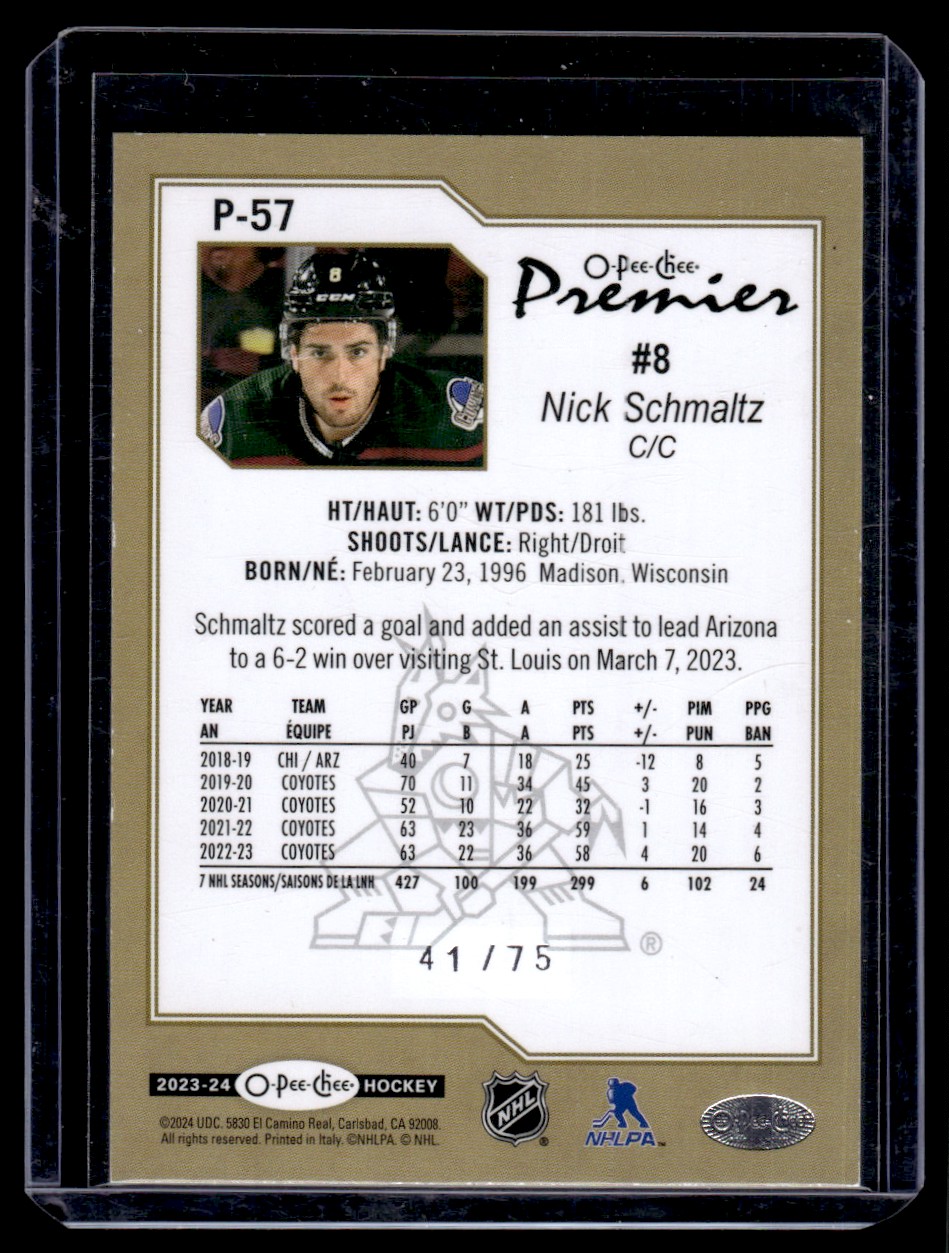 P-57
8
CCM
O-Pee-Chee
Premier
#8
Nick Schmaltz
C/C
HT/HAUT: 6'0" WT/PDS: 181 lbs.
SHOOTS/LANCE: Right/Droit
BORN/NÉ: February 23, 1996 Madison, Wisconsin
Schmaltz scored a goal and added an assist to lead Arizona
to a 6-2 win over visiting St. Louis on March 7, 2023.
YEAR TEAM GP G A PTS +/- PIM PPG
AN ÉQUIPE PJ B A PTS +/- PUN BAN
2018-19 CHI / ARZ 40 7 18 25 -12 8 5
2019-20 COYOTES 70 11 34 45 3 20 2
2020-21 COYOTES 52 10 22 32 -1 16 3
2021-22 COYOTES 63 23 36 59 1 14 4
2022-23 COYOTES 63 22 36 58 4 20 6
7 NHL SEASONS/SAISONS DE LA LNH 427 100 199 299 6 102 24
®
41/75
2023-24 O-Pee-Chee HOCKEY
©2024 UDC. 5830 El Camino Real, Carlsbad, CA 92008.
All rights reserved. Printed in Italy. ©NHLPA. © NHL.
NHL ®
NHLPA™
O-Pee-Chee